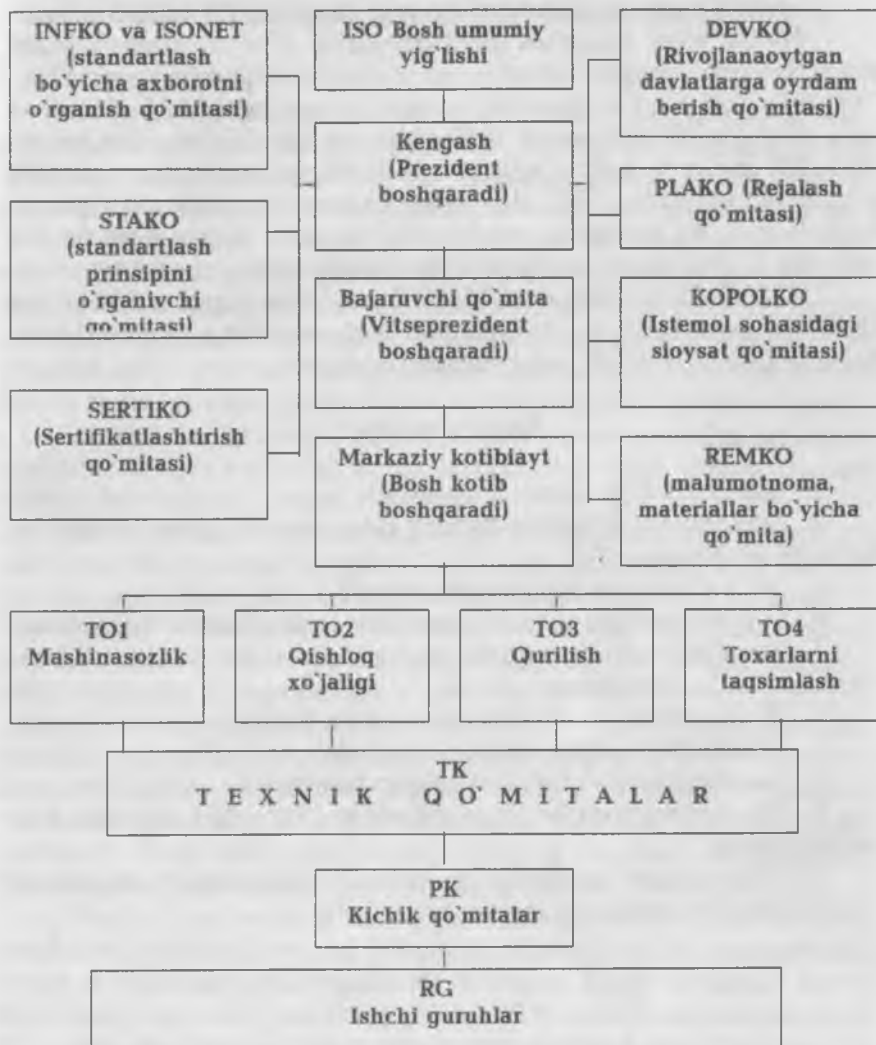 INFKO va ISONET
(standartlash
bo`yicha axborotni
o`rganish qo`mitasi)
ISO Bosh umumiy
yig`lishi
DEVKO
(Rivojlanaoytgan
davlatlarga oyrdam
berish qo`mitasi)
Kengash
(Prezident
boshqaradi)
PLAKO (Rejalash
qo`mitasi)
STAKO
(standartlash
prinsipini
o`rganivchi
qo`mitasi)
Bajaruvchi qo`mita
(Vitseprezident
boshqaradi)
KOPOLKO
(Istemol sohasidagi
sioysat qo`mitasi)
SERTIKO
(Sertifikatlashtirish
qo`mitasi)
Markaziy kotibiayt
(Bosh kotib
boshqaradi)
REMKO
(malumotnoma,
materiallar bo`yicha
qo`mita)
TO1
Mashinasozlik
TO2
Qishloq
xo`jaligi
TO3
Qurilish
TO4
Toxarlarni
taqsimlash
TK
T E X N I K Q O` M I T A L A R
PK
Kichik qo`mitalar
RG
Ishchi guruhlar